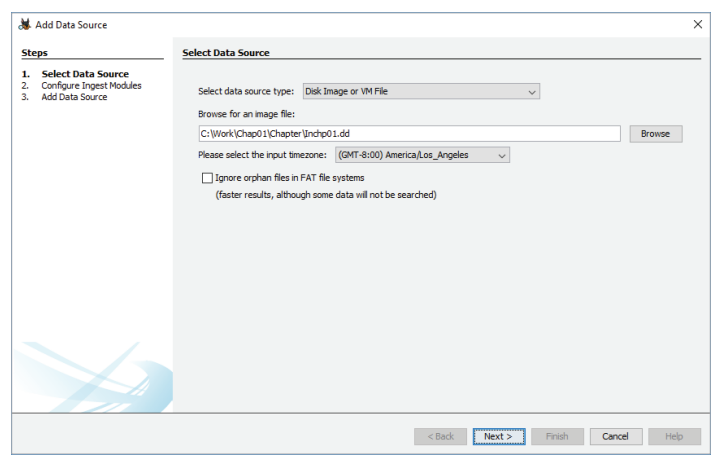 Add Data Source
Steps
1. Select Data Source
2. Configure Ingest Modules
3. Add Data Source
Select Data Source
Select data source type: Disk Image or VM File
Browse for an image file:
C:\Work\Chap01\Chapter\Inchp01.dd Browse
Please select the input timezone: (GMT-8:00) America/Los_Angeles
Ignore orphan files in FAT file systems
(faster results, although some data will not be searched)
< Back Next > Finish Cancel Help